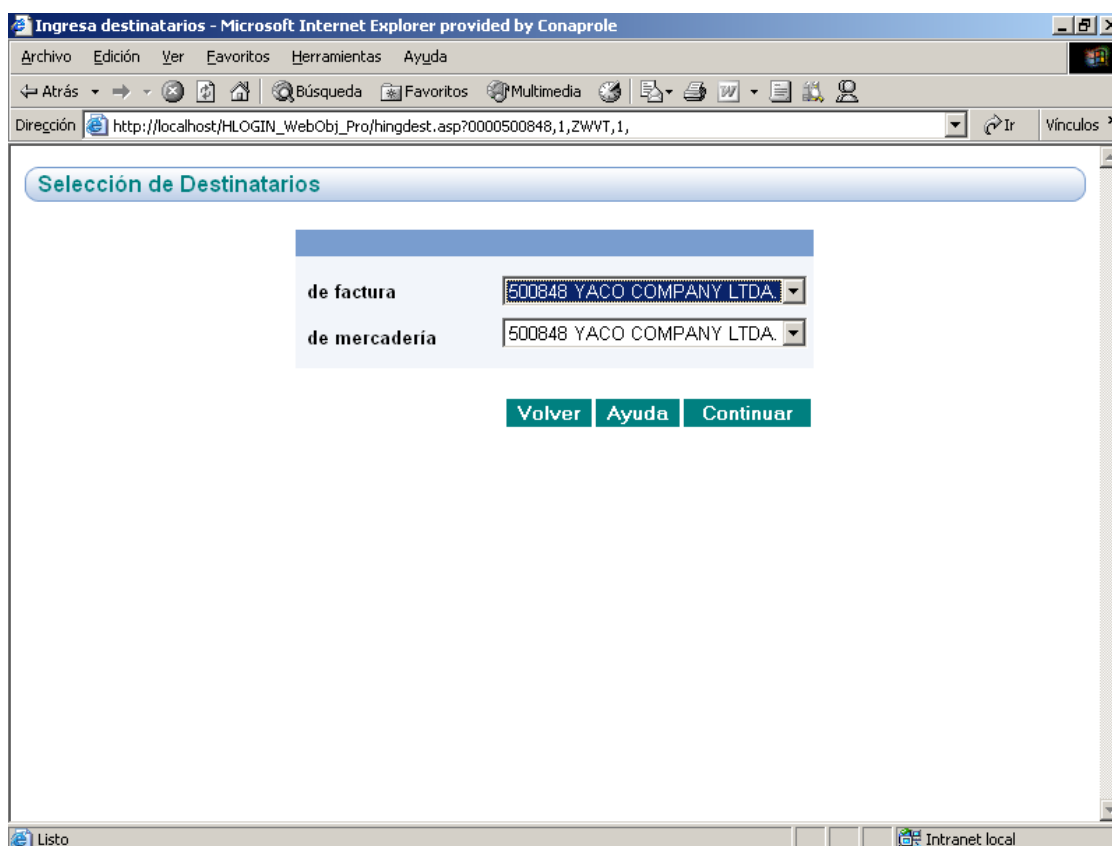 Ingresa destinatarios - Microsoft Internet Explorer provided by Conaprole
Archivo Edición Ver Favoritos Herramientas Ayuda
Atrás Búsqueda Favoritos Multimedia
Dirección http://localhost/HLOGIN_WebObj_Pro/hingdest.asp?0000500848,1,ZWVT,1, Ir Vínculos
Selección de Destinatarios
de factura 500848 YACO COMPANY LTDA.
de mercadería 500848 YACO COMPANY LTDA.
Volver Ayuda Continuar
Listo Intranet local